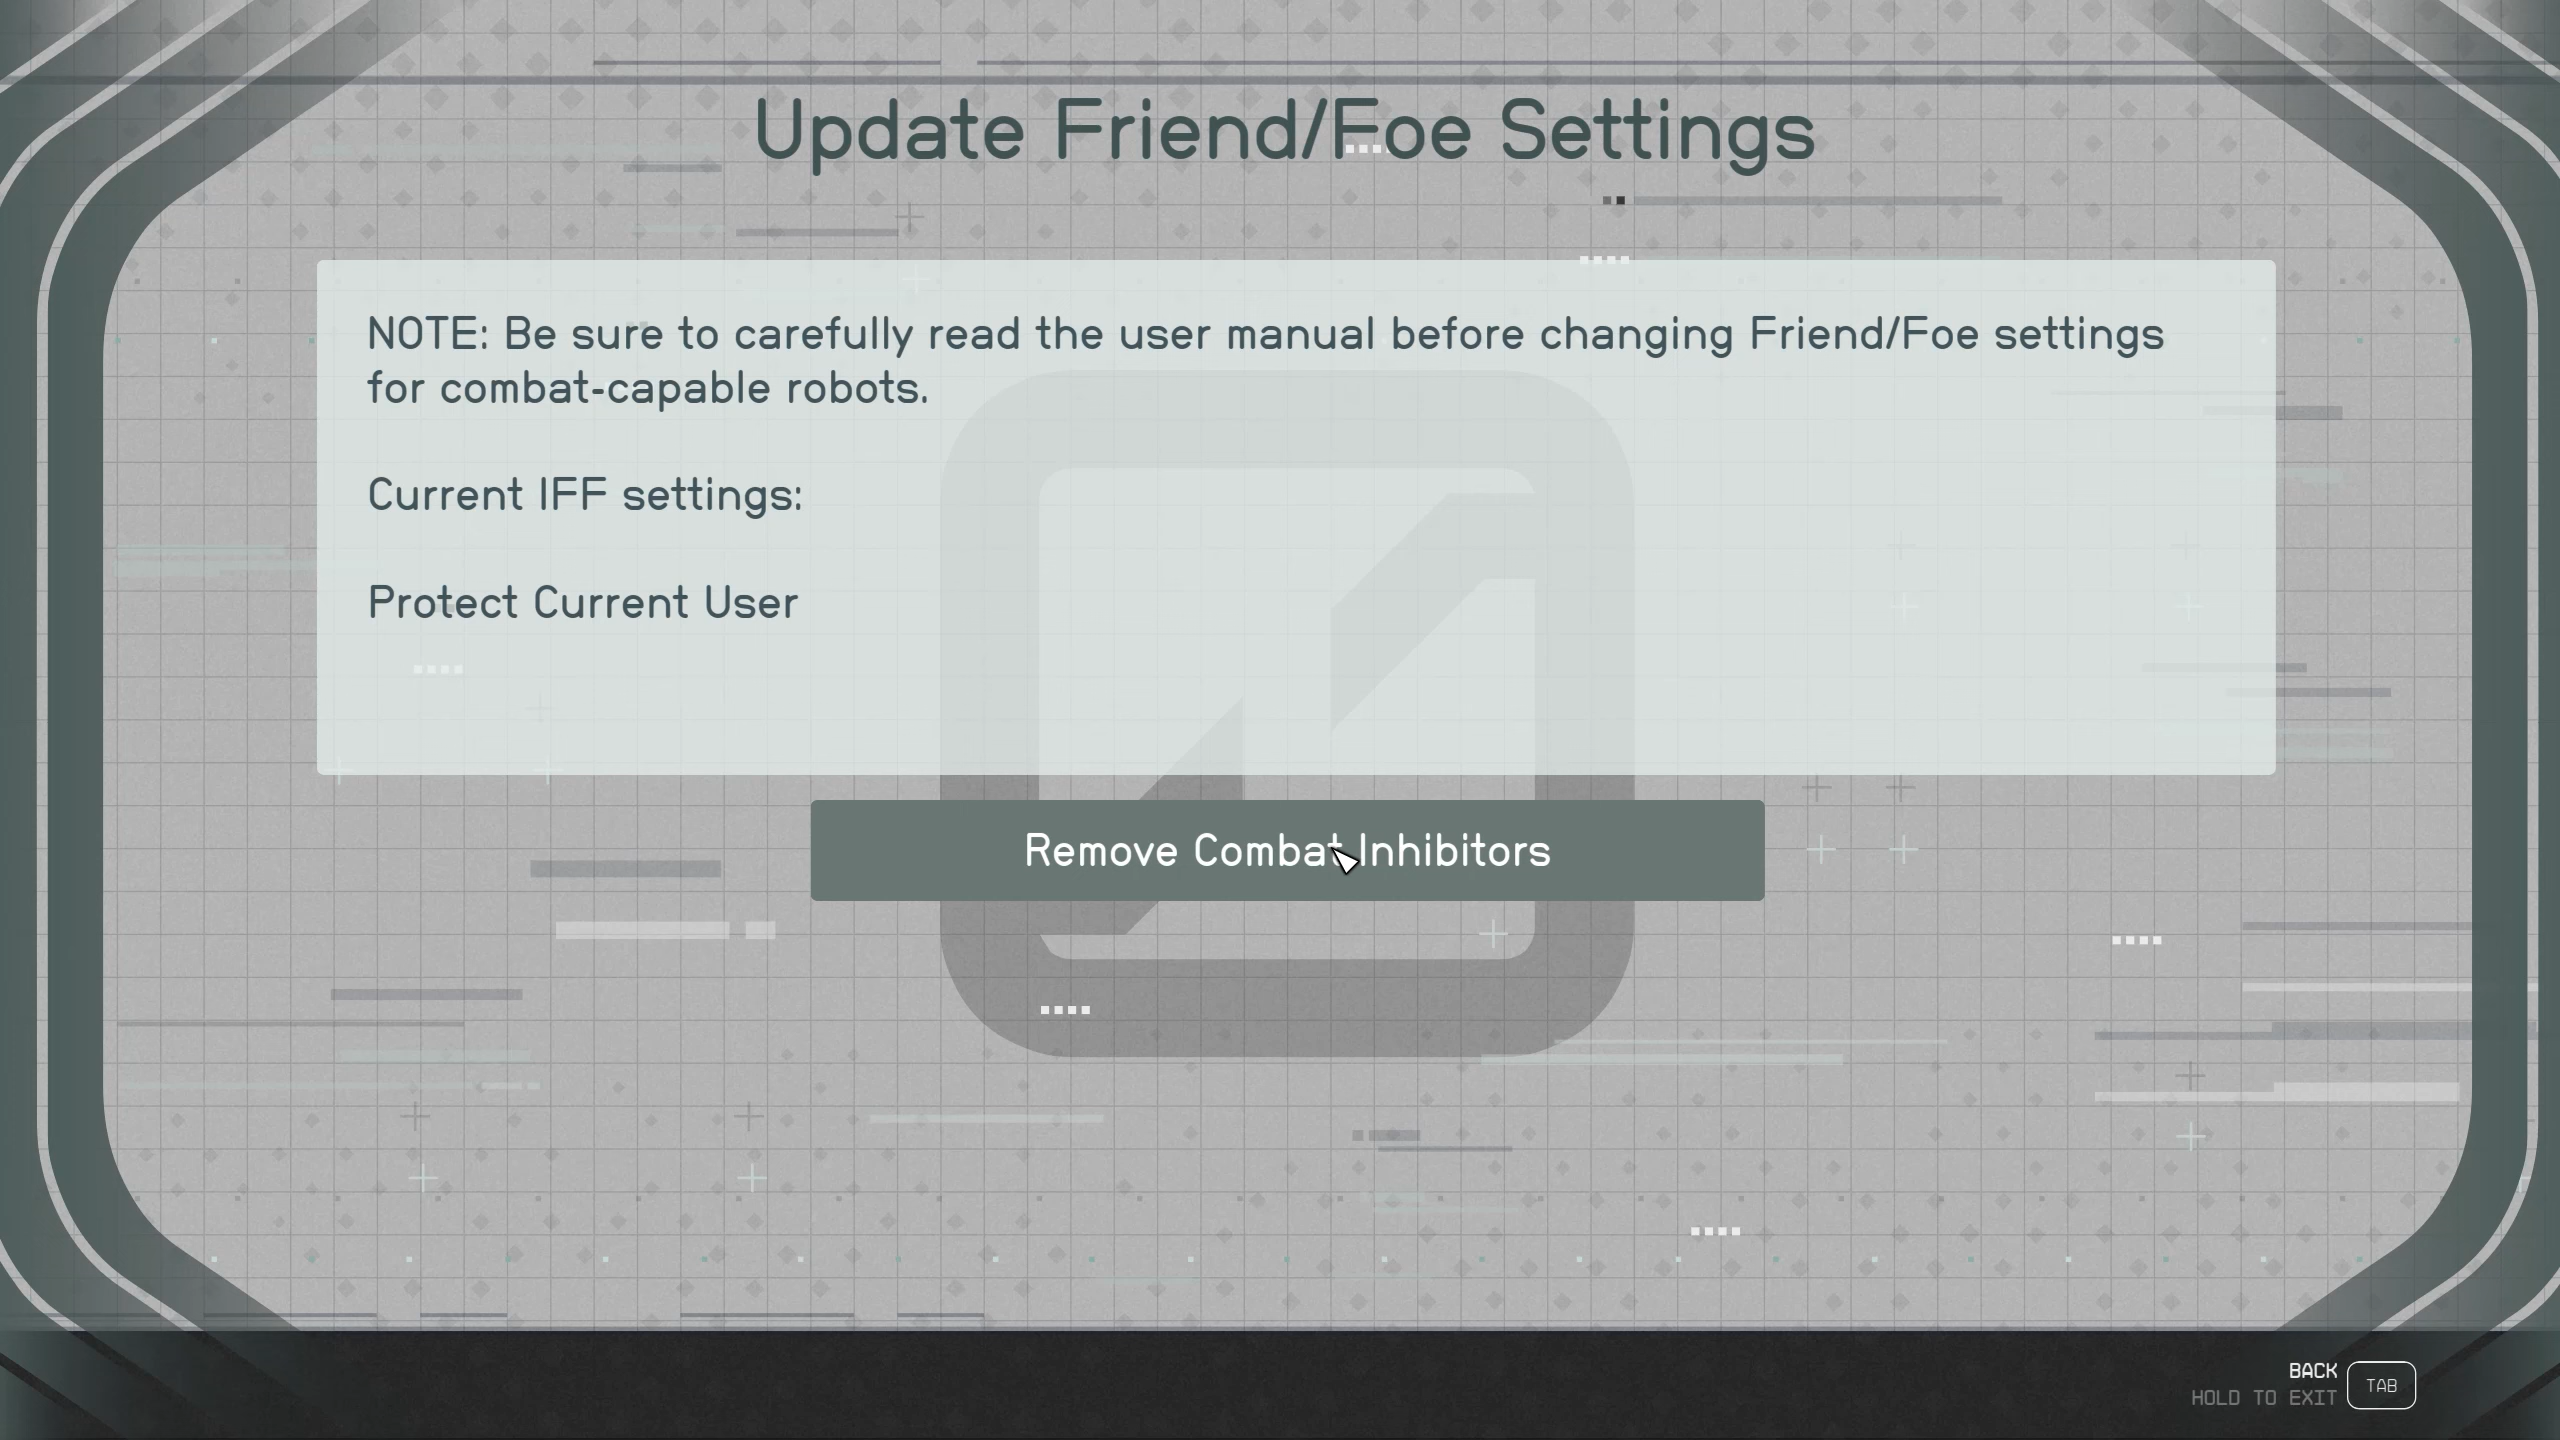 Update Friend/Foe Settings
NOTE: Be sure to carefully read the user manual before changing Friend/Foe settings
for combat-capable robots.
Current IFF settings:
Protect Current User
Remove Combat Inhibitors
BACK
HOLD TO EXIT
TAB